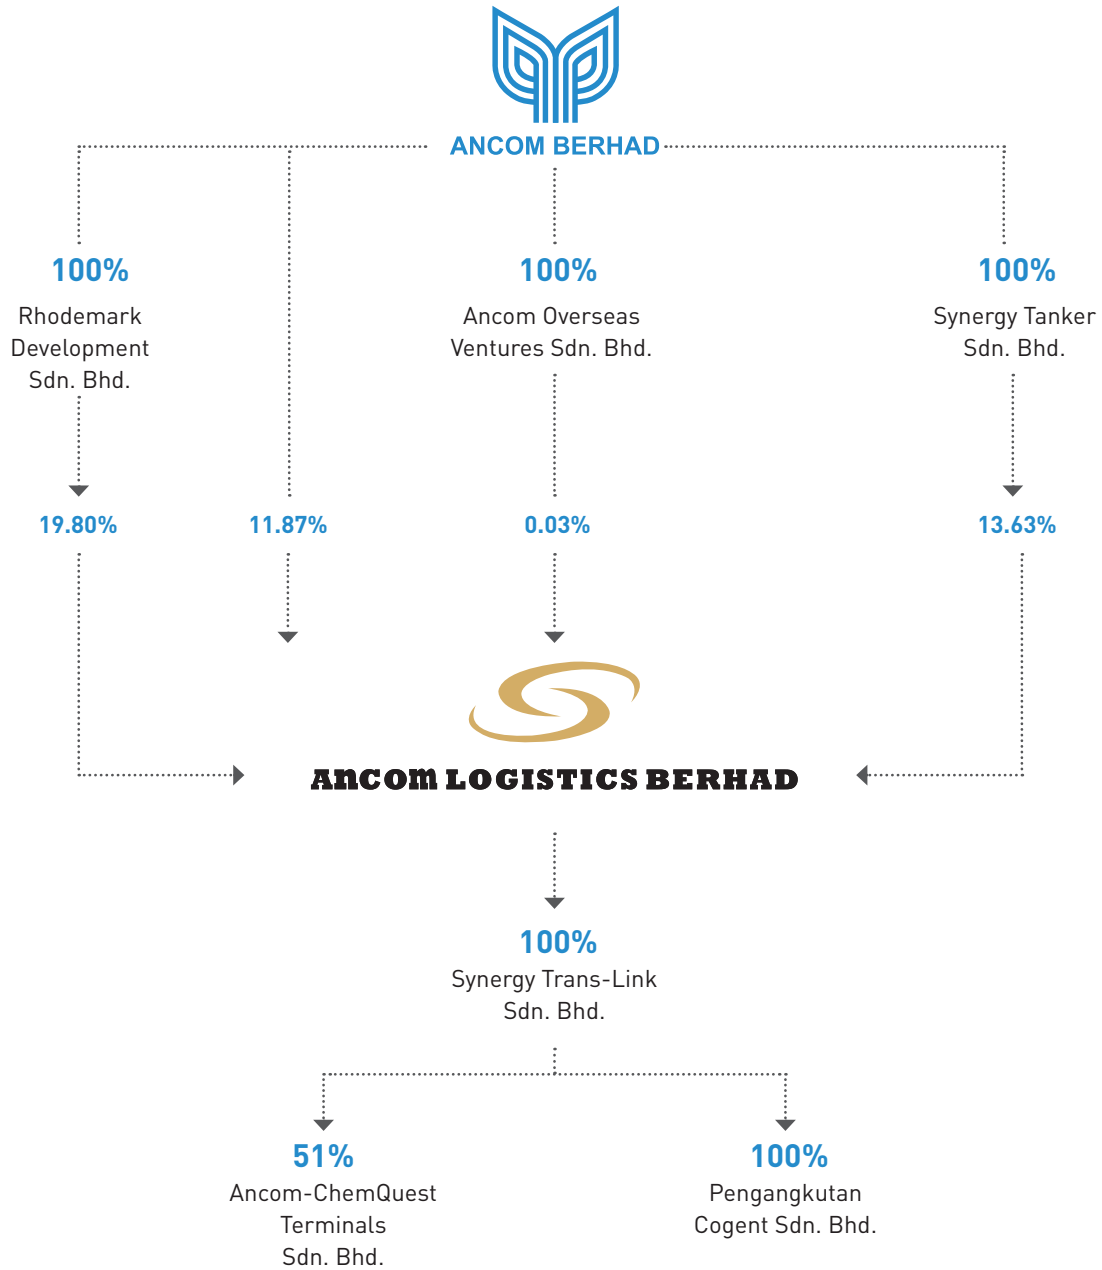 ANCOM BERHAD
100%
Rhodemark
Development
Sdn. Bhd.
100%
Ancom Overseas
Ventures Sdn. Bhd.
100%
Synergy Tanker
Sdn. Bhd.
19.80%
11.87%
0.03%
13.63%
ANCOM LOGISTICS BERHAD
100%
Synergy Trans-Link
Sdn. Bhd.
51%
Ancom-ChemQuest
Terminals
Sdn. Bhd.
100%
Pengangkutan
Cogent Sdn. Bhd.